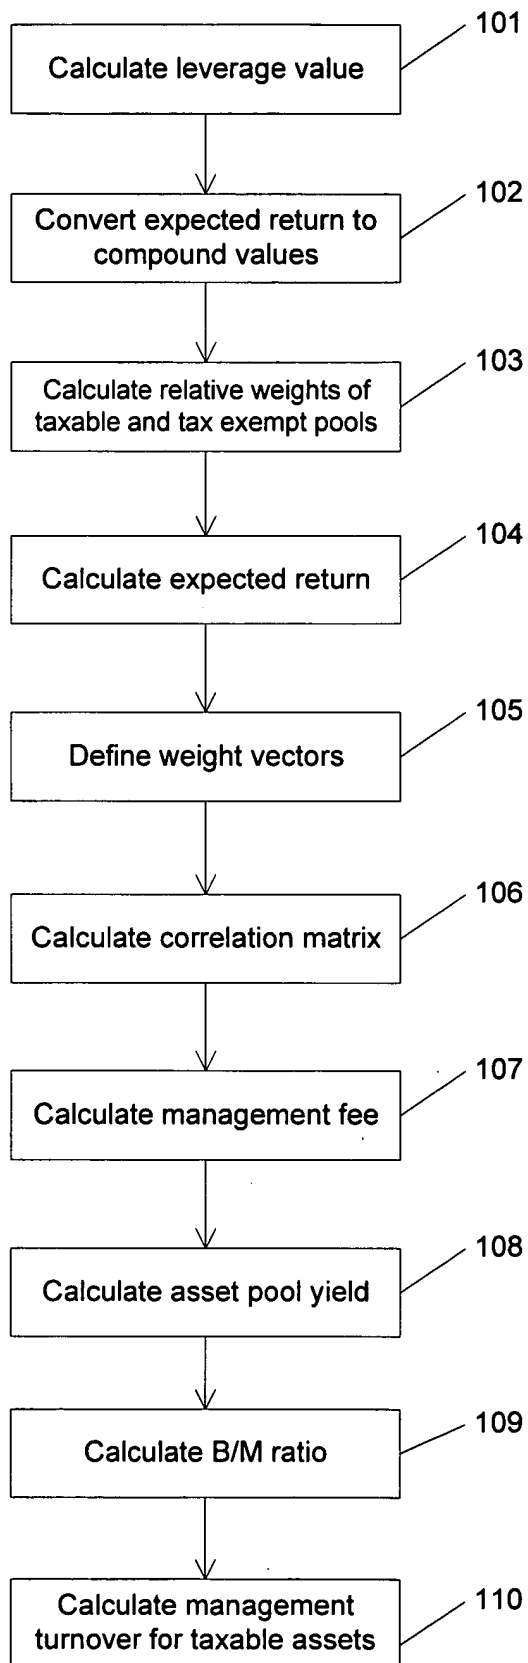 101
Calculate leverage value
102
Convert expected return to
compound values
103
Calculate relative weights of
taxable and tax exempt pools
104
Calculate expected return
105
Define weight vectors
106
Calculate correlation matrix
107
Calculate management fee
108
Calculate asset pool yield
109
Calculate B/M ratio
110
Calculate management
turnover for taxable assets